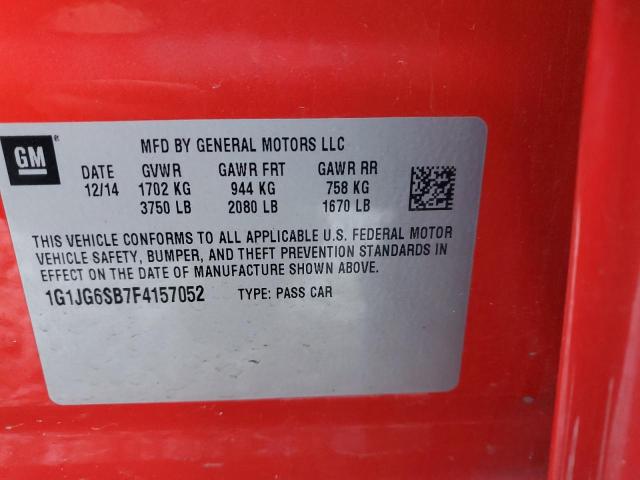 GM
MFD BY GENERAL MOTORS LLC
DATE GVWR GAWR FRT GAWR RR
12/14 1702 KG 944 KG 758 KG
3750 LB 2080 LB 1670 LB
THIS VEHICLE CONFORMS TO ALL APPLICABLE U.S. FEDERAL MOTOR
VEHICLE SAFETY, BUMPER, AND THEFT PREVENTION STANDARDS IN
EFFECT ON THE DATE OF MANUFACTURE SHOWN ABOVE.
1G1JG6SB7F4157052 TYPE: PASS CAR